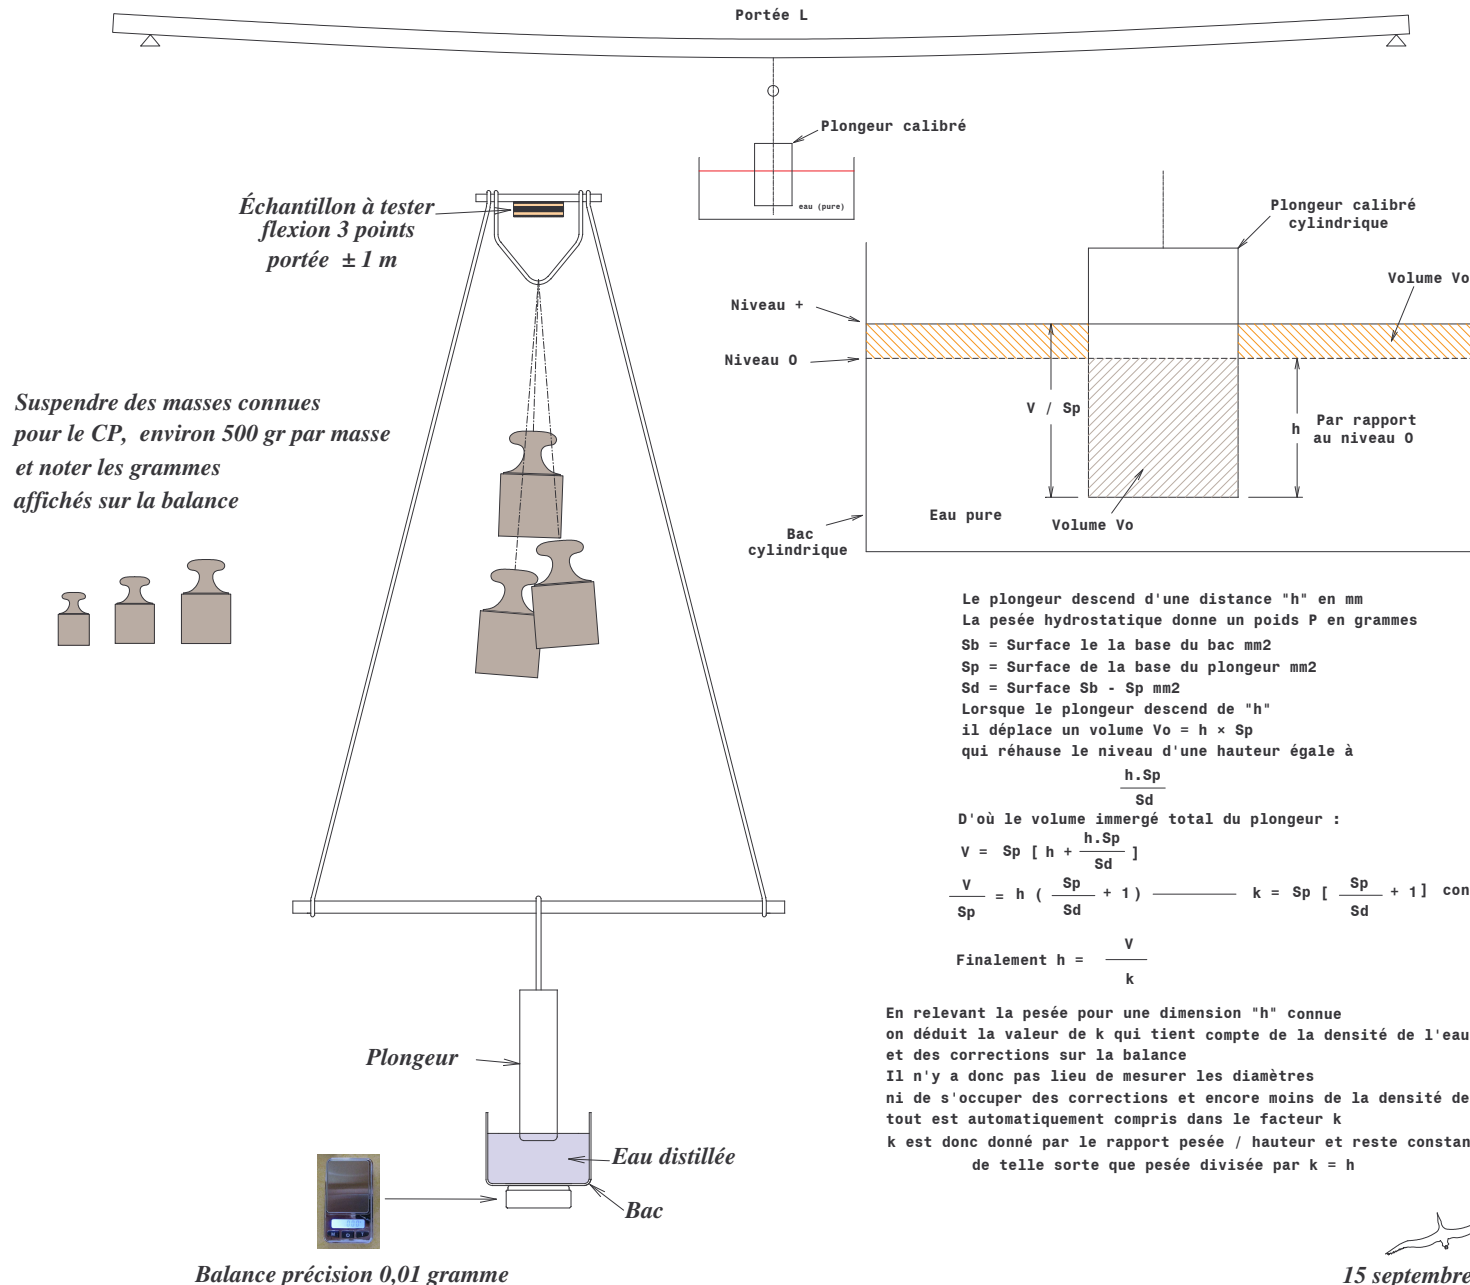 Portée L
Plongeur calibré
eau (pure)
Échantillon à tester
flexion 3 points
portée ± 1 m
Plongeur calibré
cylindrique
Volume Vo
Niveau +
Niveau O
V / Sp
h
Par rapport
au niveau O
Eau pure
Volume Vo
Bac
cylindrique
Suspendre des masses connues
pour le CP, environ 500 gr par masse
et noter les grammes
affichés sur la balance
Le plongeur descend d'une distance "h" en mm
La pesée hydrostatique donne un poids P en grammes
Sb = Surface le la base du bac mm2
Sp = Surface de la base du plongeur mm2
Sd = Surface Sb - Sp mm2
Lorsque le plongeur descend de "h"
il déplace un volume Vo = h × Sp
qui réhause le niveau d'une hauteur égale à
h.Sp
Sd
D'où le volume immergé total du plongeur :
V = Sp [ h + h.Sp / Sd ]
V / Sp = h ( Sp / Sd + 1 ) k = Sp [ Sp / Sd + 1 ] con
Finalement h = V / k
En relevant la pesée pour une dimension "h" connue
on déduit la valeur de k qui tient compte de la densité de l'eau
et des corrections sur la balance
Il n'y a donc pas lieu de mesurer les diamètres
ni de s'occuper des corrections et encore moins de la densité de
tout est automatiquement compris dans le facteur k
k est donc donné par le rapport pesée / hauteur et reste constan
de telle sorte que pesée divisée par k = h
Plongeur
Eau distillée
Bac
Balance précision 0,01 gramme
15 septembre